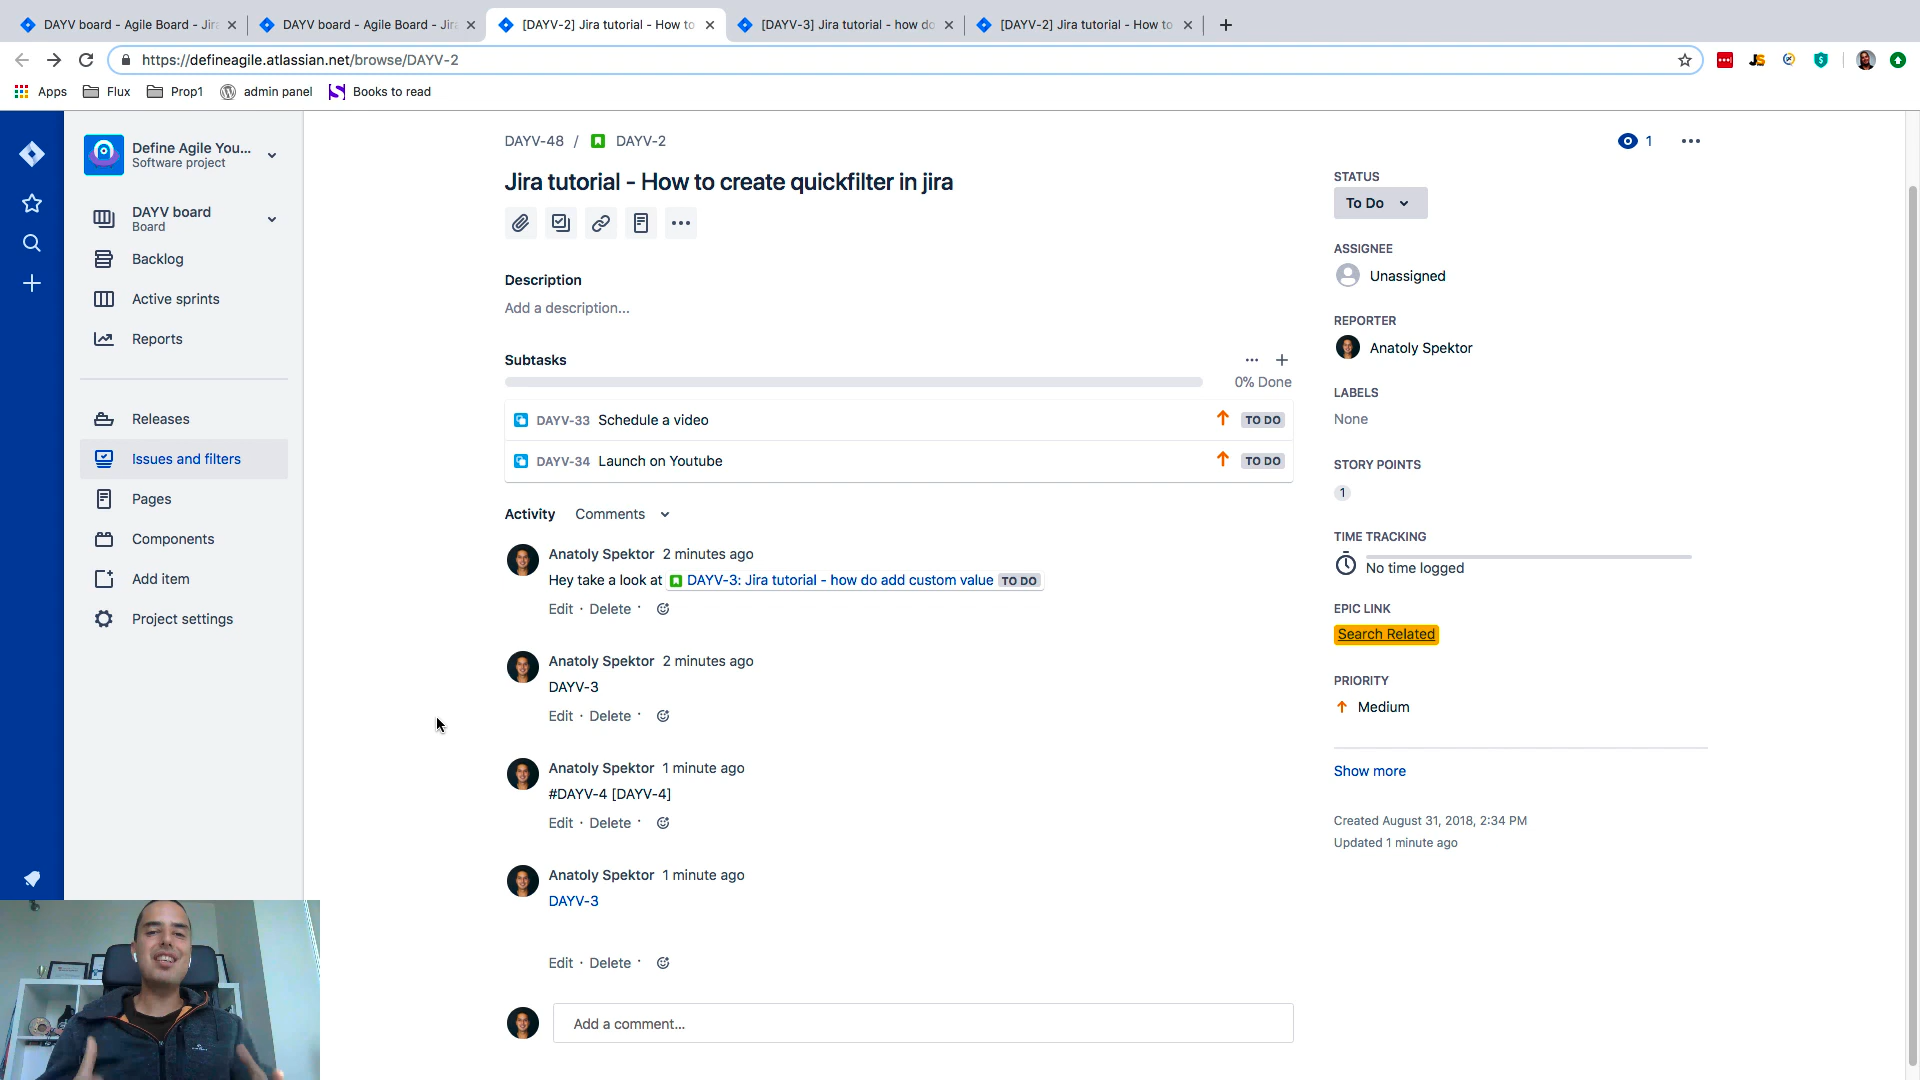 DAYV board - Agile Board - Jir
DAYV board - Agile Board - Jir
[DAYV-2] Jira tutorial - How to
[DAYV-3] Jira tutorial - how do
[DAYV-2] Jira tutorial - How to
https://defineagile.atlassian.net/browse/DAYV-2
Apps
Flux
Prop1
admin panel
Books to read
Define Agile You...
Software project
DAYV board
Board
Backlog
Active sprints
Reports
Releases
Issues and filters
Pages
Components
Add item
Project settings
DAYV-48 / DAYV-2
1
Jira tutorial - How to create quickfilter in jira
Description
Add a description...
Subtasks
0% Done
DAYV-33 Schedule a video TO DO
DAYV-34 Launch on Youtube TO DO
Activity Comments
Anatoly Spektor 2 minutes ago
Hey take a look at DAYV-3: Jira tutorial - how do add custom value TO DO
Edit · Delete ·
Anatoly Spektor 2 minutes ago
DAYV-3
Edit · Delete ·
Anatoly Spektor 1 minute ago
#DAYV-4 [DAYV-4]
Edit · Delete ·
Anatoly Spektor 1 minute ago
DAYV-3
Edit · Delete ·
Add a comment...
STATUS
To Do
ASSIGNEE
Unassigned
REPORTER
Anatoly Spektor
LABELS
None
STORY POINTS
1
TIME TRACKING
No time logged
EPIC LINK
Search Related
PRIORITY
Medium
Show more
Created August 31, 2018, 2:34 PM
Updated 1 minute ago